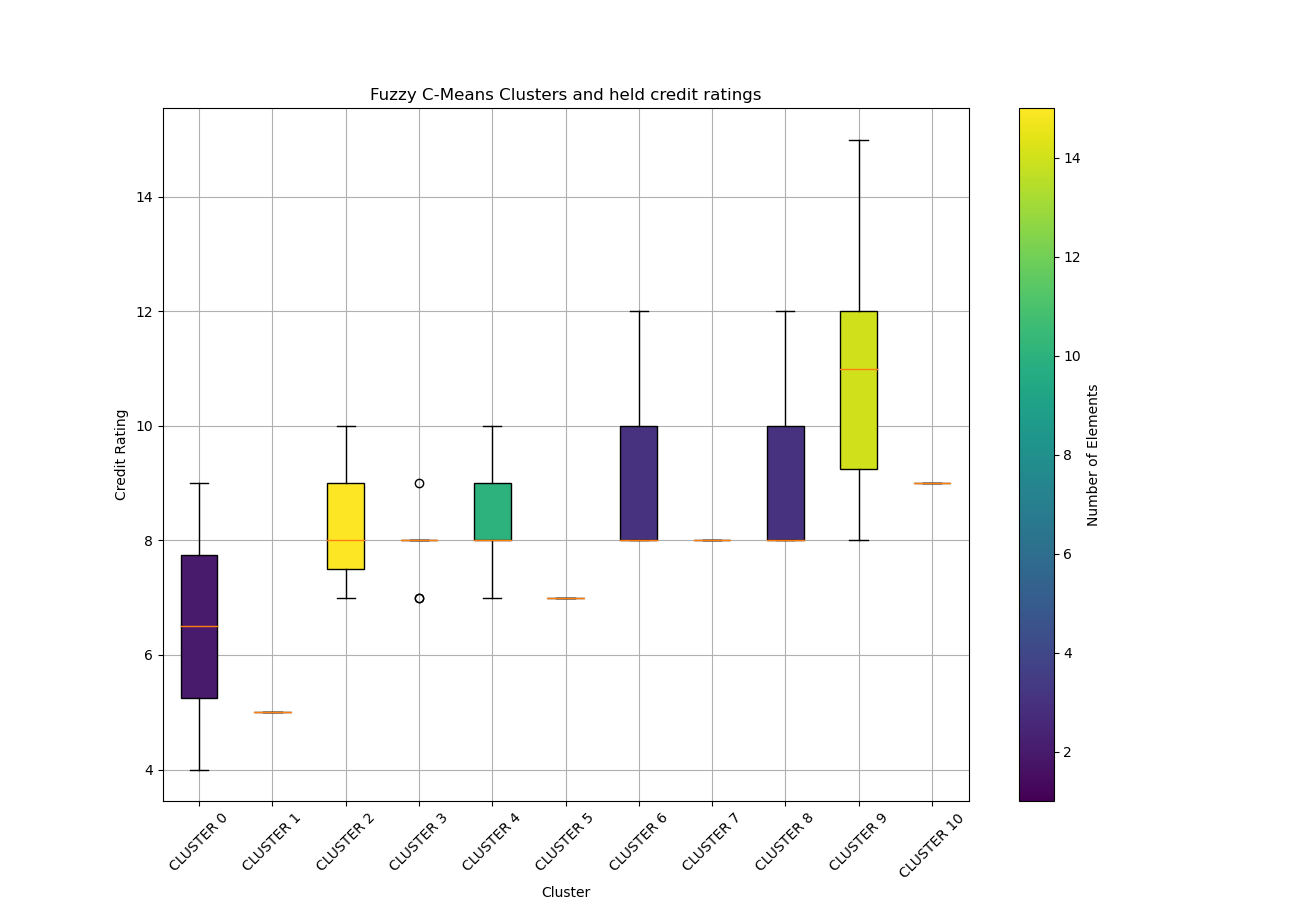 Fuzzy C-Means Clusters and held credit ratings
14
12
10
8
6
4
Credit Rating
CLUSTER 0
CLUSTER 1
CLUSTER 2
CLUSTER 3
CLUSTER 4
CLUSTER 5
CLUSTER 6
CLUSTER 7
CLUSTER 8
CLUSTER 9
CLUSTER 10
Cluster
14
12
10
8
6
4
2
Number of Elements